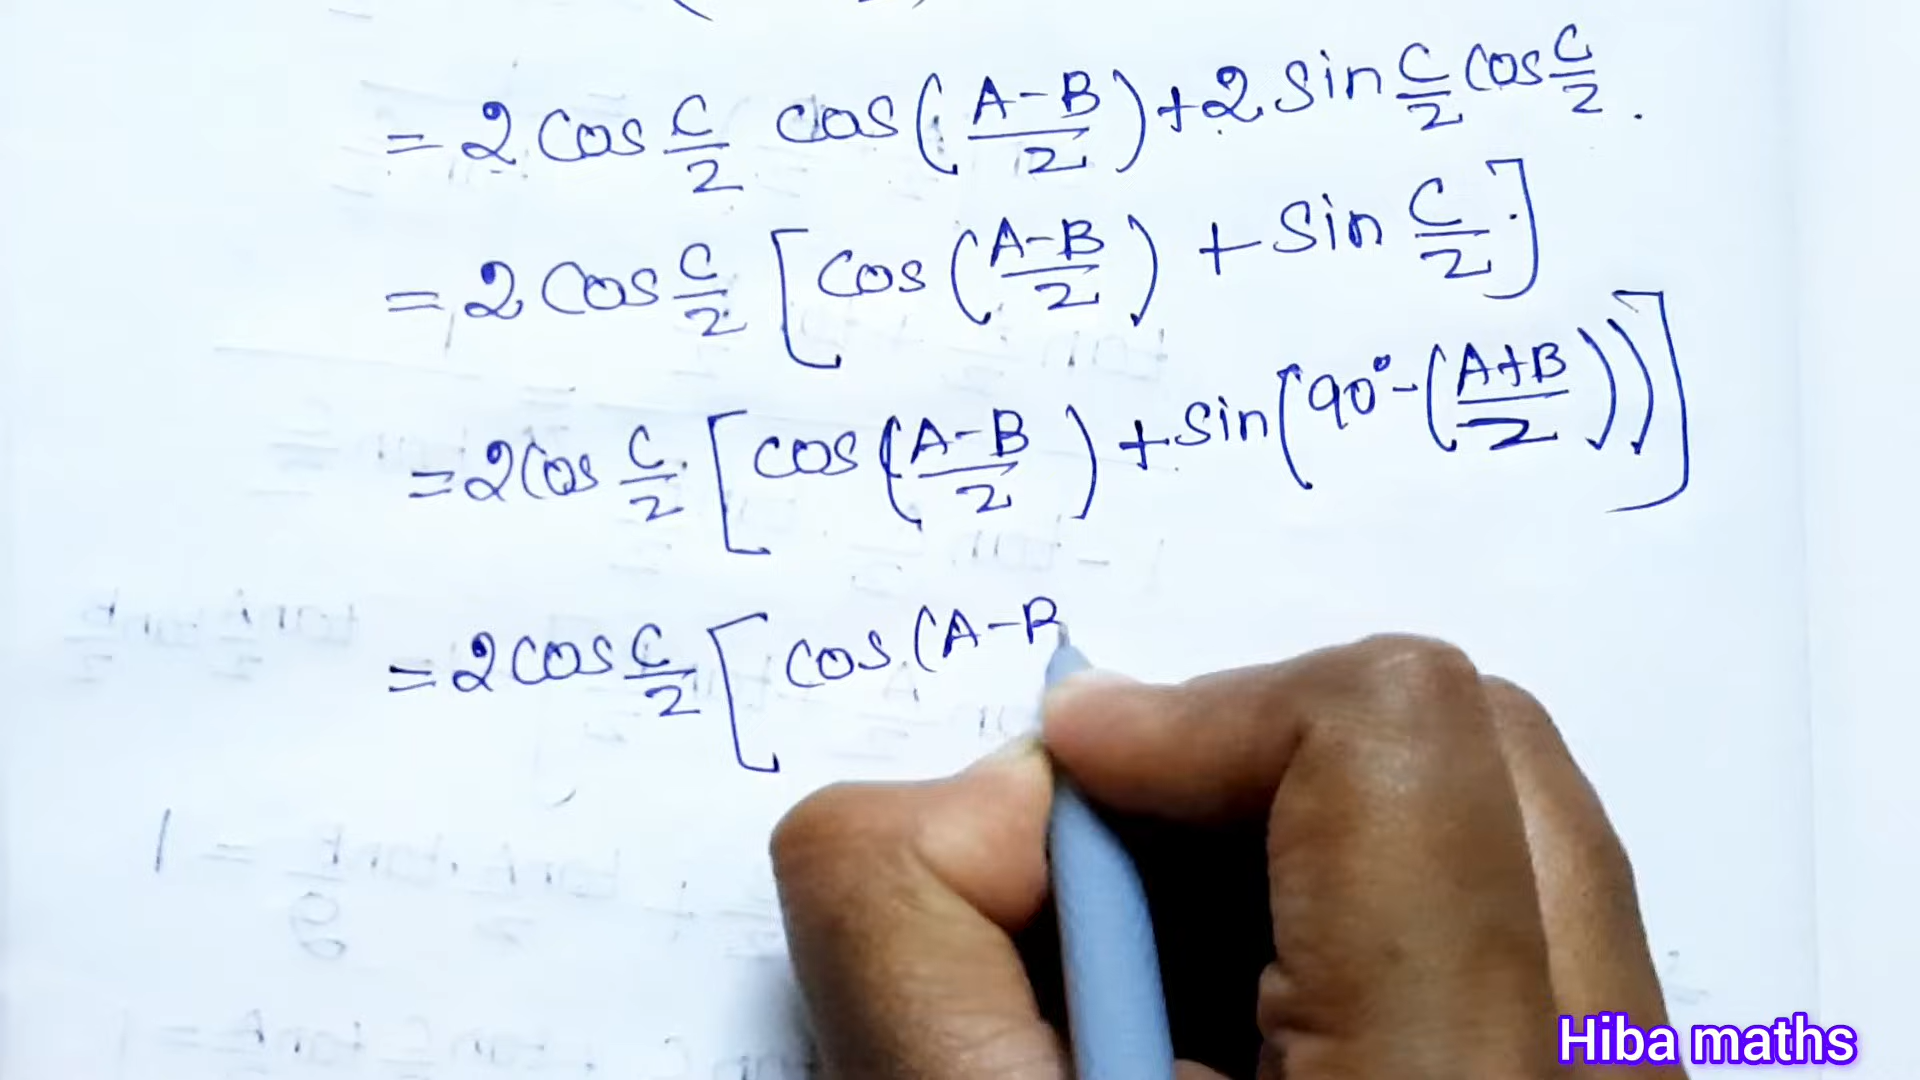 = 2 cos C/2 cos(A-B/2) + 2 sin C/2 cos C/2.
= 2 cos C/2 [cos(A-B/2) + sin C/2.]
= 2 cos C/2. [cos(A-B/2) + sin(90°-(A+B/2))]
= 2 cos C/2 [cos(A-B
Hiba maths